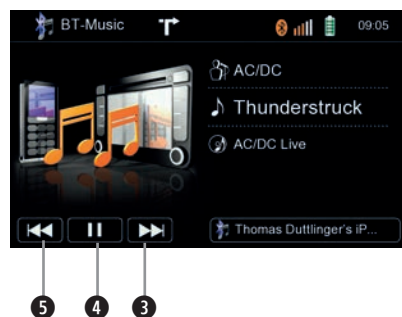 BT-Music 09:05
AC/DC
Thunderstruck
AC/DC Live
Thomas Duttlinger's iP...
5 4 3